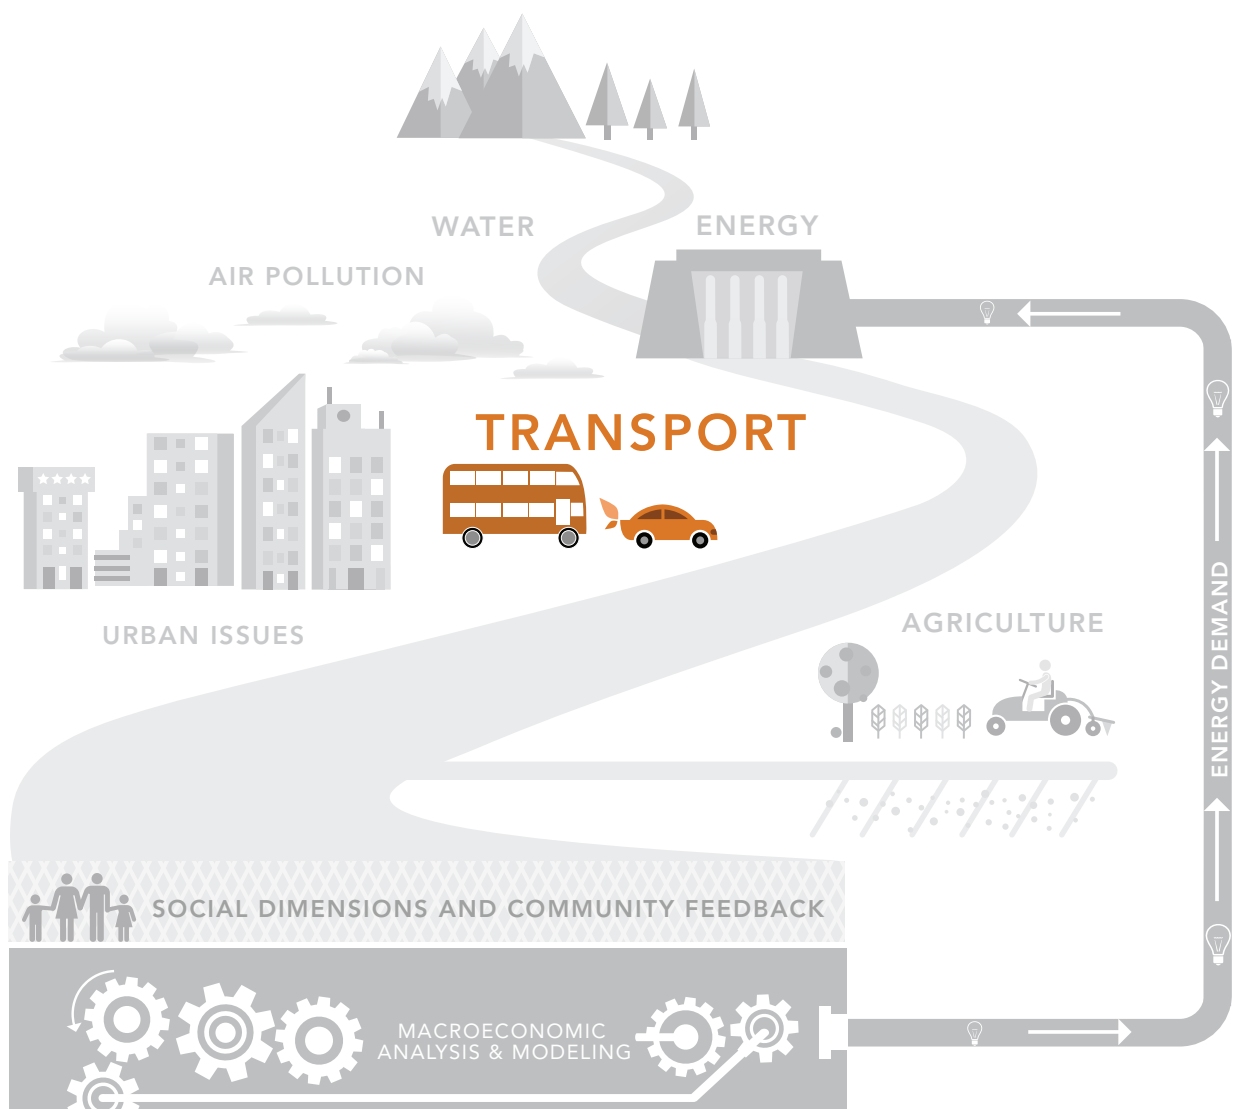 WATER
ENERGY
AIR POLLUTION
TRANSPORT
URBAN ISSUES
AGRICULTURE
ENERGY DEMAND
SOCIAL DIMENSIONS AND COMMUNITY FEEDBACK
MACROECONOMIC
ANALYSIS & MODELING